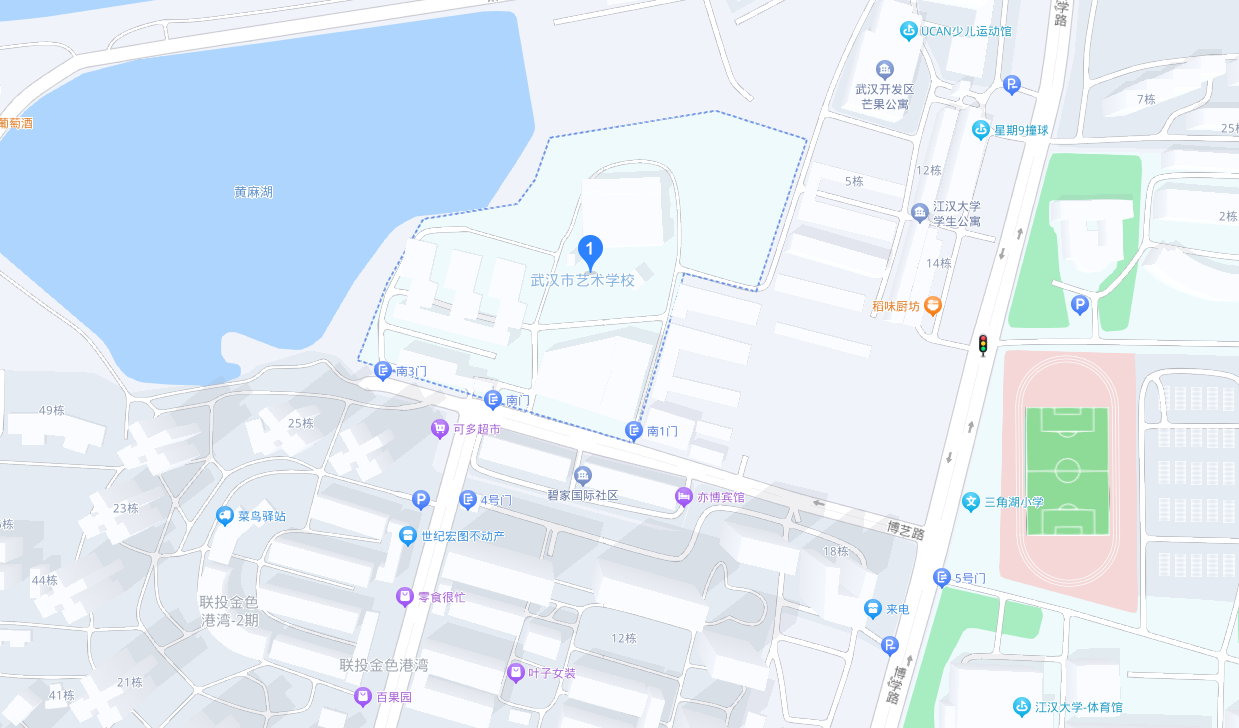 博学路
UCAN少儿运动馆
武汉开发区
芒果公寓
P
7栋
葡萄酒
星期9撞球
25栋
12栋
5栋
黄麻湖
江汉大学
学生公寓
2栋
1
武汉市艺术学校
14栋
稻味厨坊
P
南3门
南门
49栋
25栋
可多超市
南1门
碧家国际社区
亦博宾馆
P
4号门
三角湖小学
文
23栋
菜鸟驿站
世纪宏图不动产
博艺路
18栋
44栋
5号门
零食很忙
联投金色
港湾-2期
来电
12栋
P
联投金色港湾
叶子女装
21栋
41栋
百果园
博学路
江汉大学-体育馆